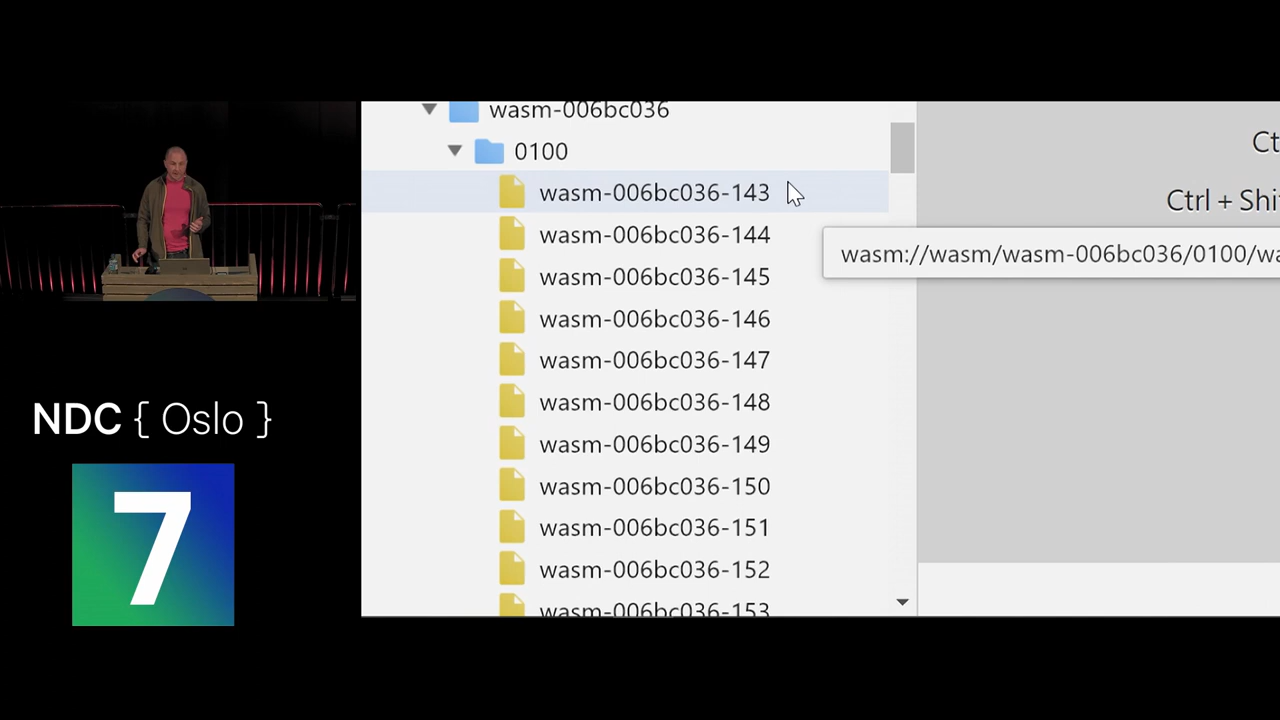 wasm-006bc036
0100
wasm-006bc036-143
wasm-006bc036-144
wasm-006bc036-145
wasm-006bc036-146
wasm-006bc036-147
wasm-006bc036-148
wasm-006bc036-149
wasm-006bc036-150
wasm-006bc036-151
wasm-006bc036-152
wasm-006bc036-153
Ct
Ctrl + Shi
wasm://wasm/wasm-006bc036/0100/wa
NDC { Oslo }
7